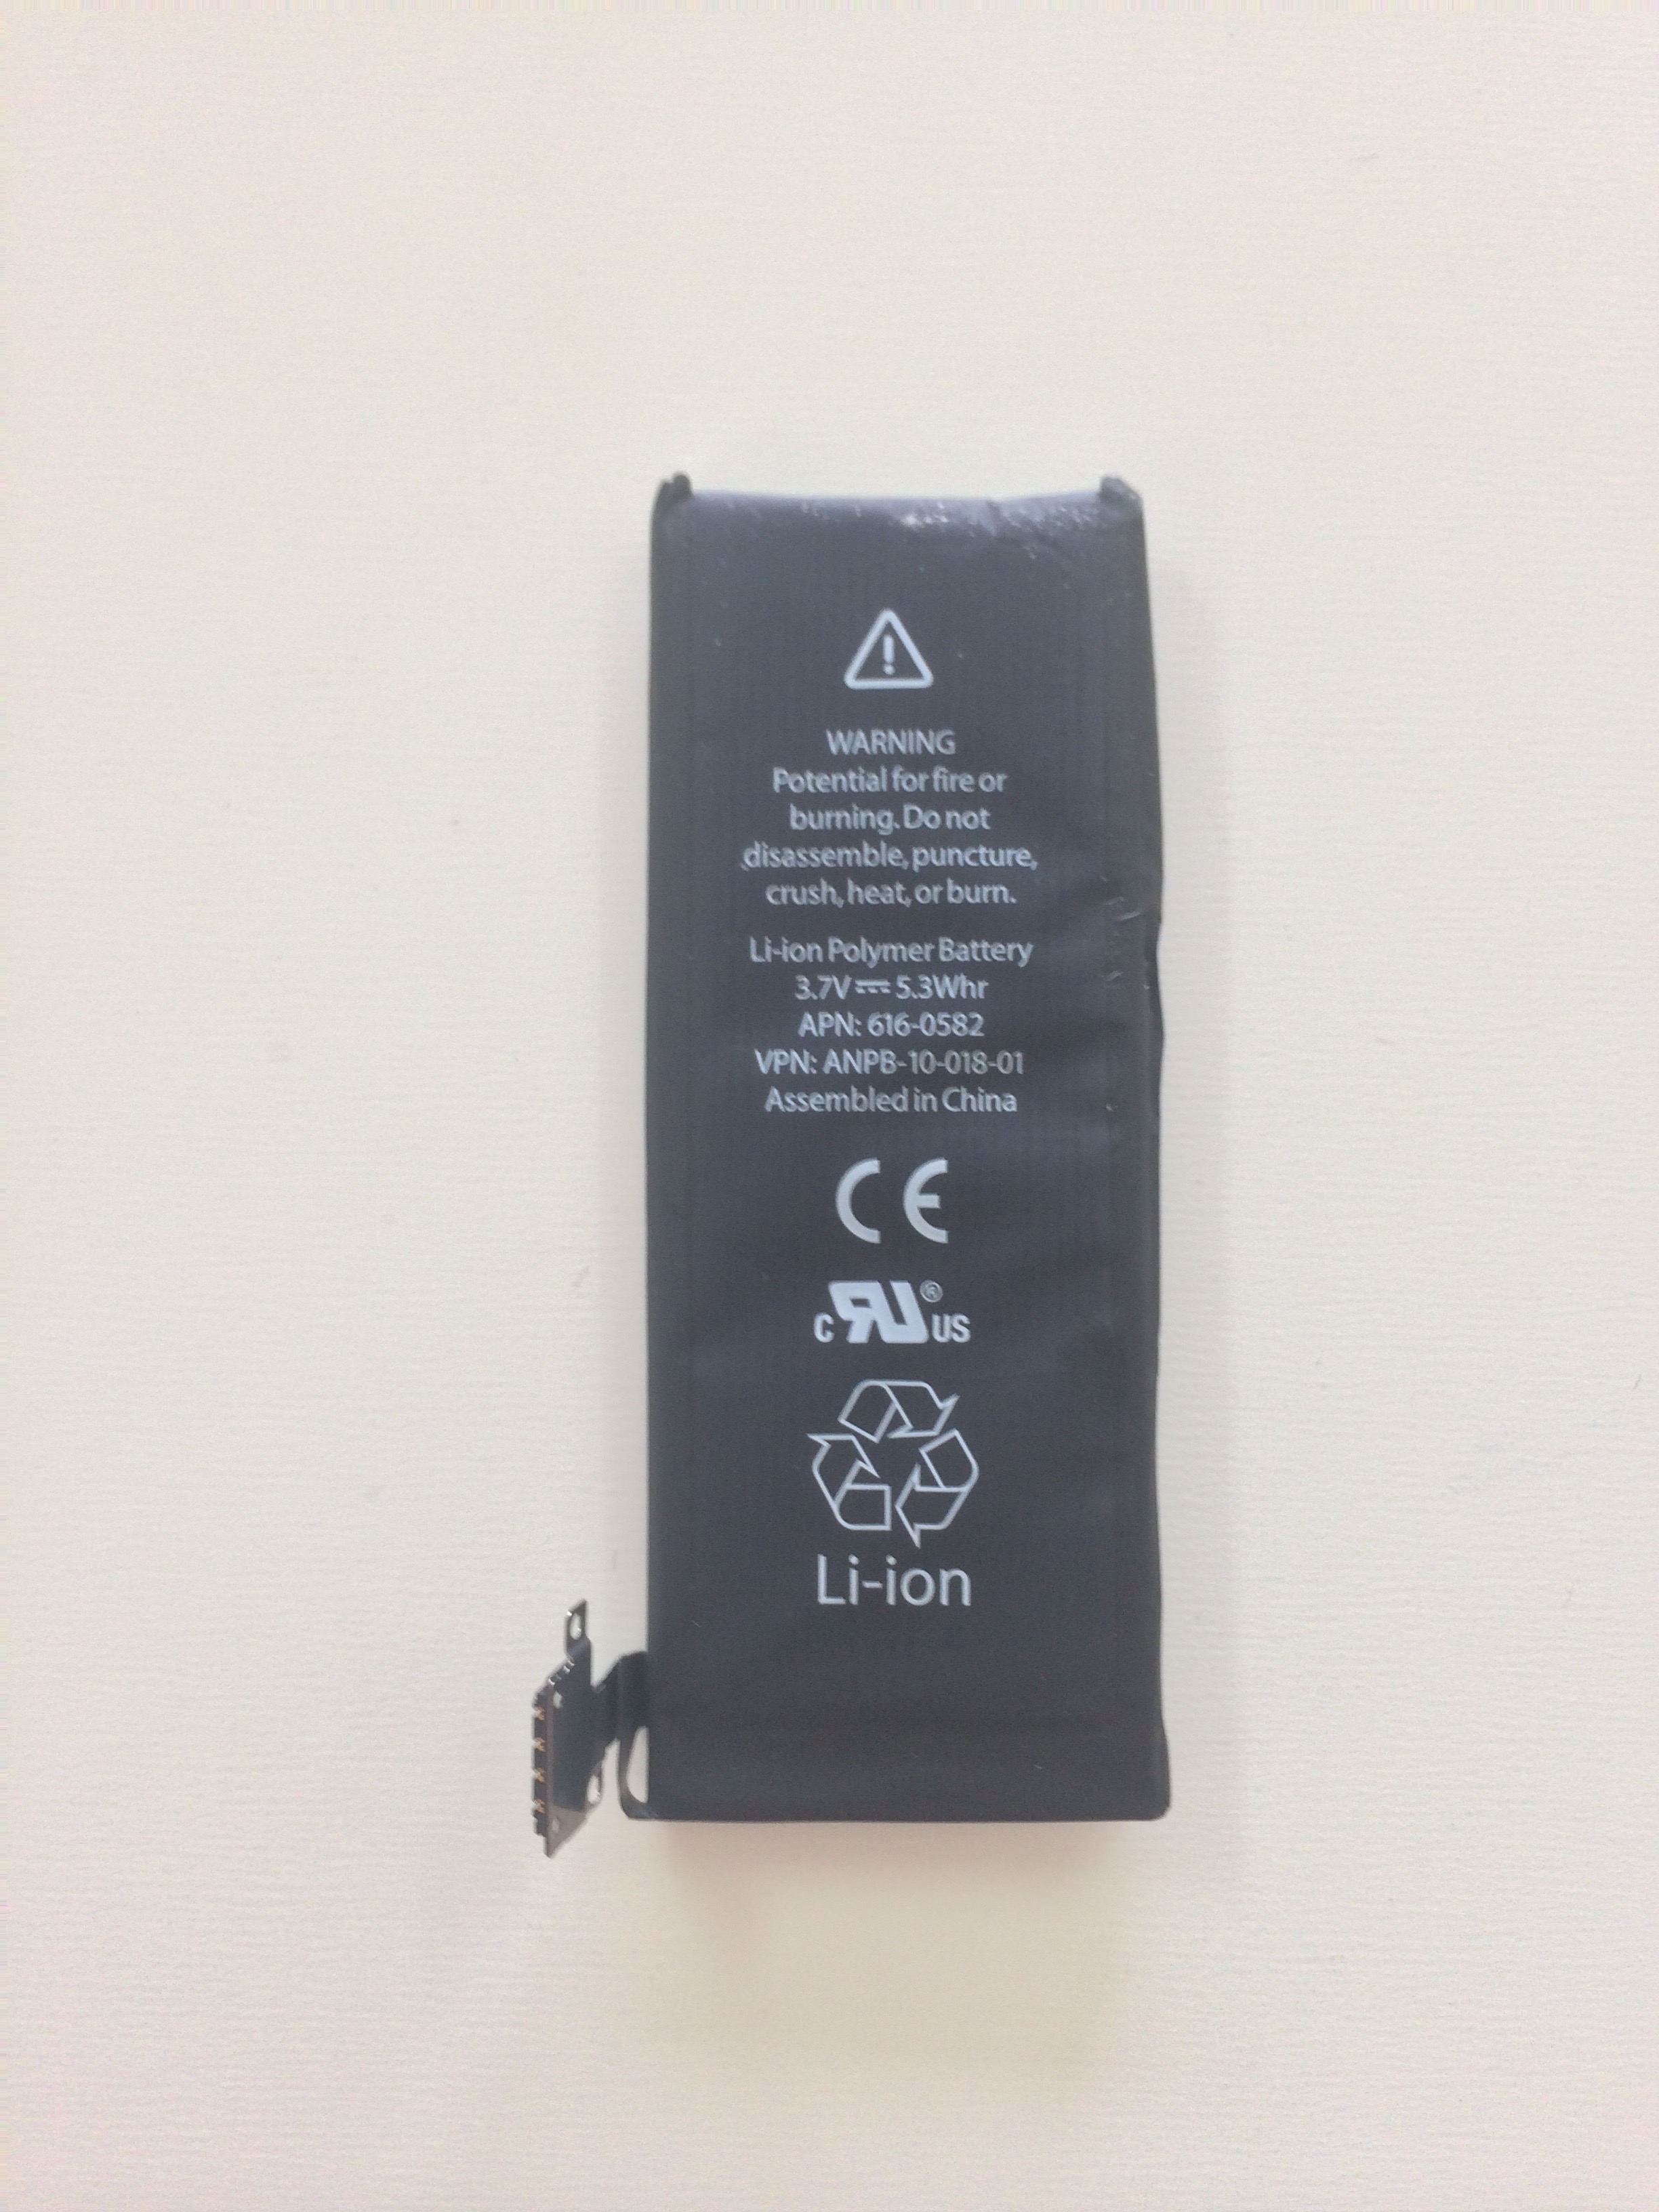 WARNING
Potential for fire or
burning. Do not
disassemble, puncture,
crush, heat, or burn.
Li-ion Polymer Battery
3.7V ⎓ 5.3Whr
APN: 616-0582
VPN: ANPB-10-018-01
Assembled in China
CE
c RU ® US
Li-ion